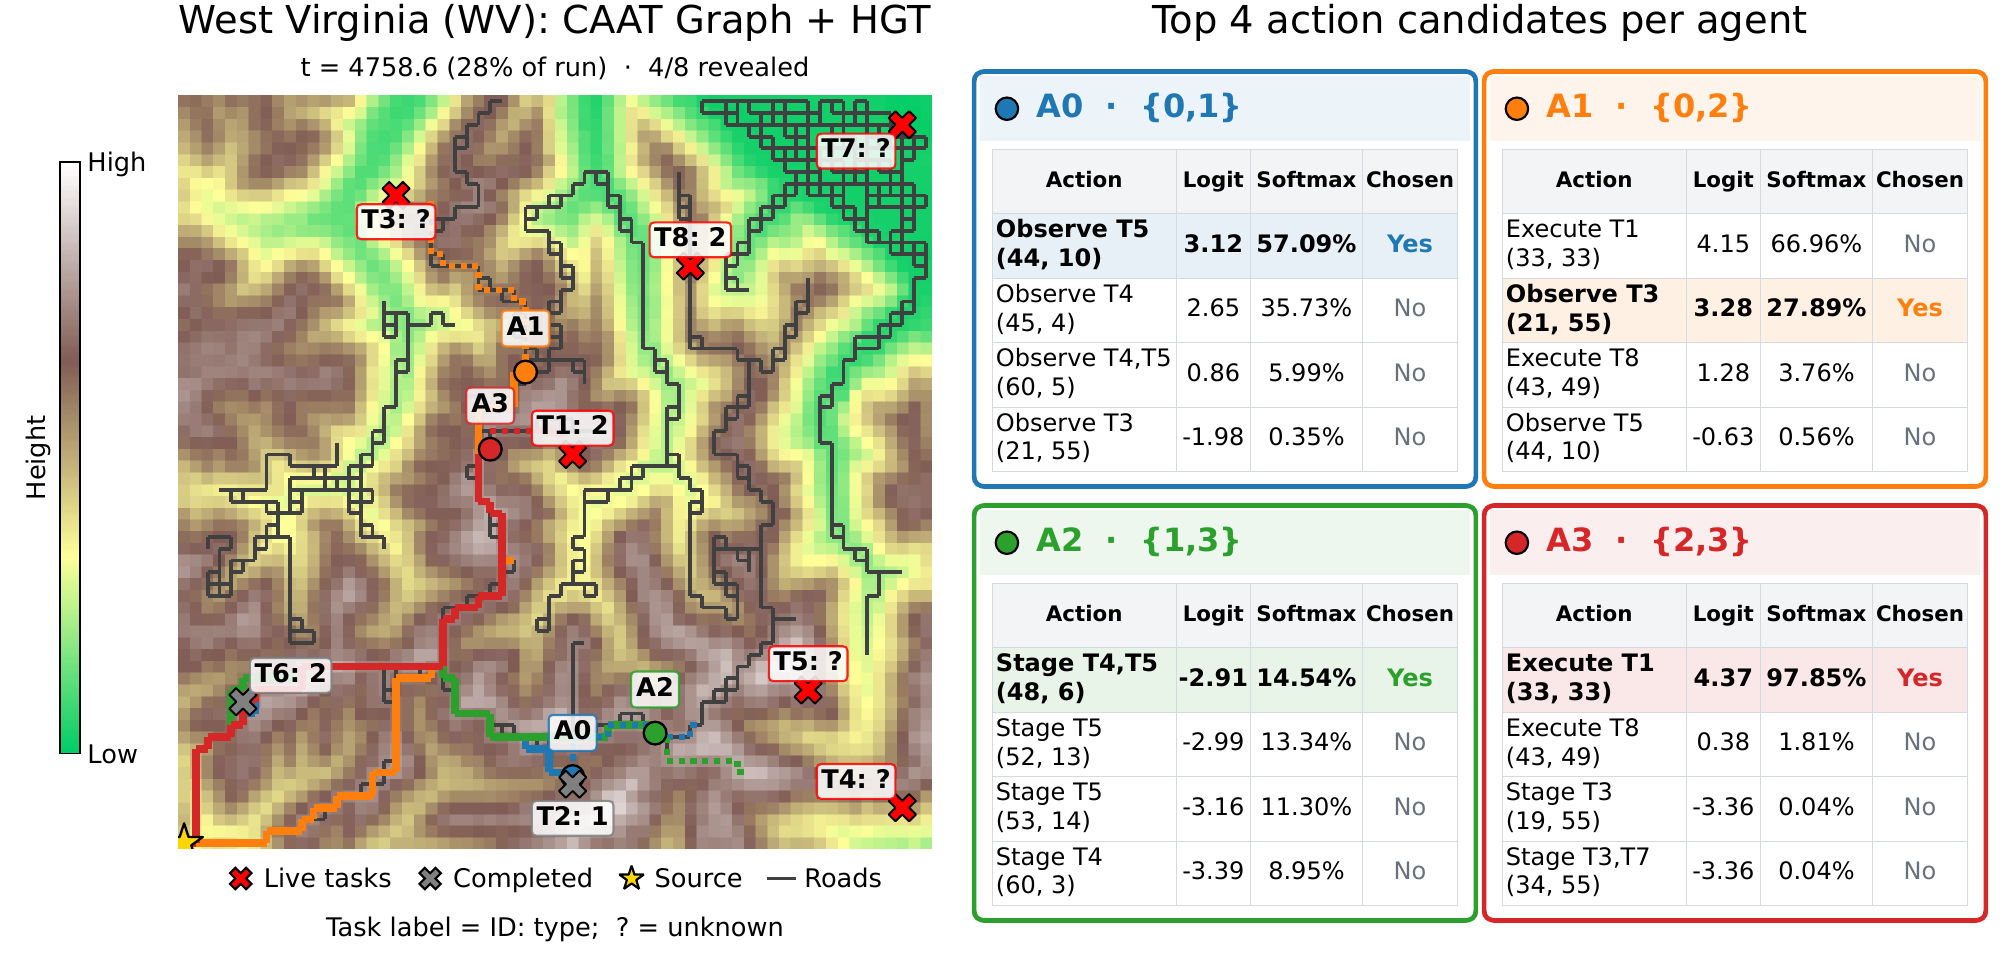 West Virginia (WV): CAAT Graph + HGT
t = 4758.6 (28% of run) · 4/8 revealed
High
Height
Low
T7: ?
T3: ?
T8: 2
A1
A3
T1: 2
T6: 2
T5: ?
A2
A0
T4: ?
T2: 1
Live tasks
Completed
Source
Roads
Task label = ID: type; ? = unknown
Top 4 action candidates per agent
A0 · {0,1}
Action Logit Softmax Chosen
Observe T5
(44, 10) 3.12 57.09% Yes
Observe T4
(45, 4) 2.65 35.73% No
Observe T4,T5
(60, 5) 0.86 5.99% No
Observe T3
(21, 55) -1.98 0.35% No
A1 · {0,2}
Action Logit Softmax Chosen
Execute T1
(33, 33) 4.15 66.96% No
Observe T3
(21, 55) 3.28 27.89% Yes
Execute T8
(43, 49) 1.28 3.76% No
Observe T5
(44, 10) -0.63 0.56% No
A2 · {1,3}
Action Logit Softmax Chosen
Stage T4,T5
(48, 6) -2.91 14.54% Yes
Stage T5
(52, 13) -2.99 13.34% No
Stage T5
(53, 14) -3.16 11.30% No
Stage T4
(60, 3) -3.39 8.95% No
A3 · {2,3}
Action Logit Softmax Chosen
Execute T1
(33, 33) 4.37 97.85% Yes
Execute T8
(43, 49) 0.38 1.81% No
Stage T3
(19, 55) -3.36 0.04% No
Stage T3,T7
(34, 55) -3.36 0.04% No